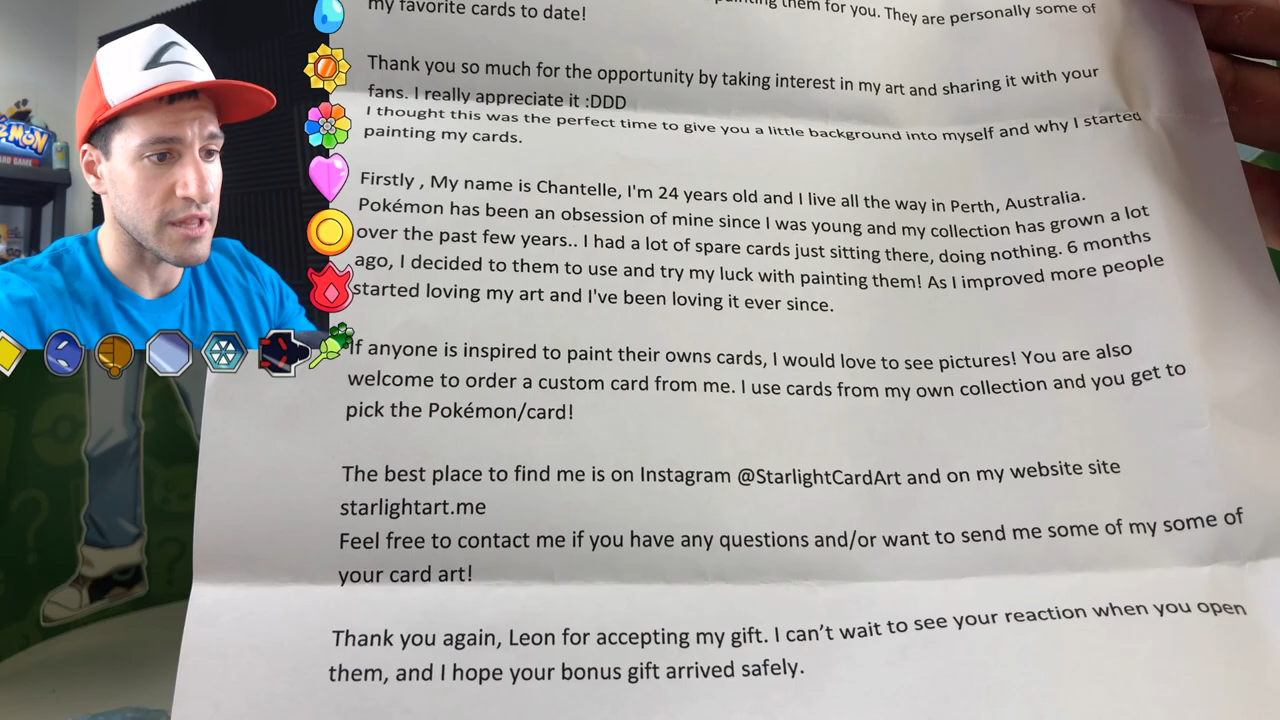 them for you. They are personally some of
my favorite cards to date!
Thank you so much for the opportunity by taking interest in my art and sharing it with your
fans. I really appreciate it :DDD
I thought this was the perfect time to give you a little background into myself and why I started
painting my cards.
Firstly , My name is Chantelle, I'm 24 years old and I live all the way in Perth, Australia.
Pokémon has been an obsession of mine since I was young and my collection has grown a lot
over the past few years.. I had a lot of spare cards just sitting there, doing nothing. 6 months
ago, I decided to them to use and try my luck with painting them! As I improved more people
started loving my art and I've been loving it ever since.
If anyone is inspired to paint their owns cards, I would love to see pictures! You are also
welcome to order a custom card from me. I use cards from my own collection and you get to
pick the Pokémon/card!
The best place to find me is on Instagram @StarlightCardArt and on my website site
starlightart.me
Feel free to contact me if you have any questions and/or want to send me some of my some of
your card art!
Thank you again, Leon for accepting my gift. I can't wait to see your reaction when you open
them, and I hope your bonus gift arrived safely.